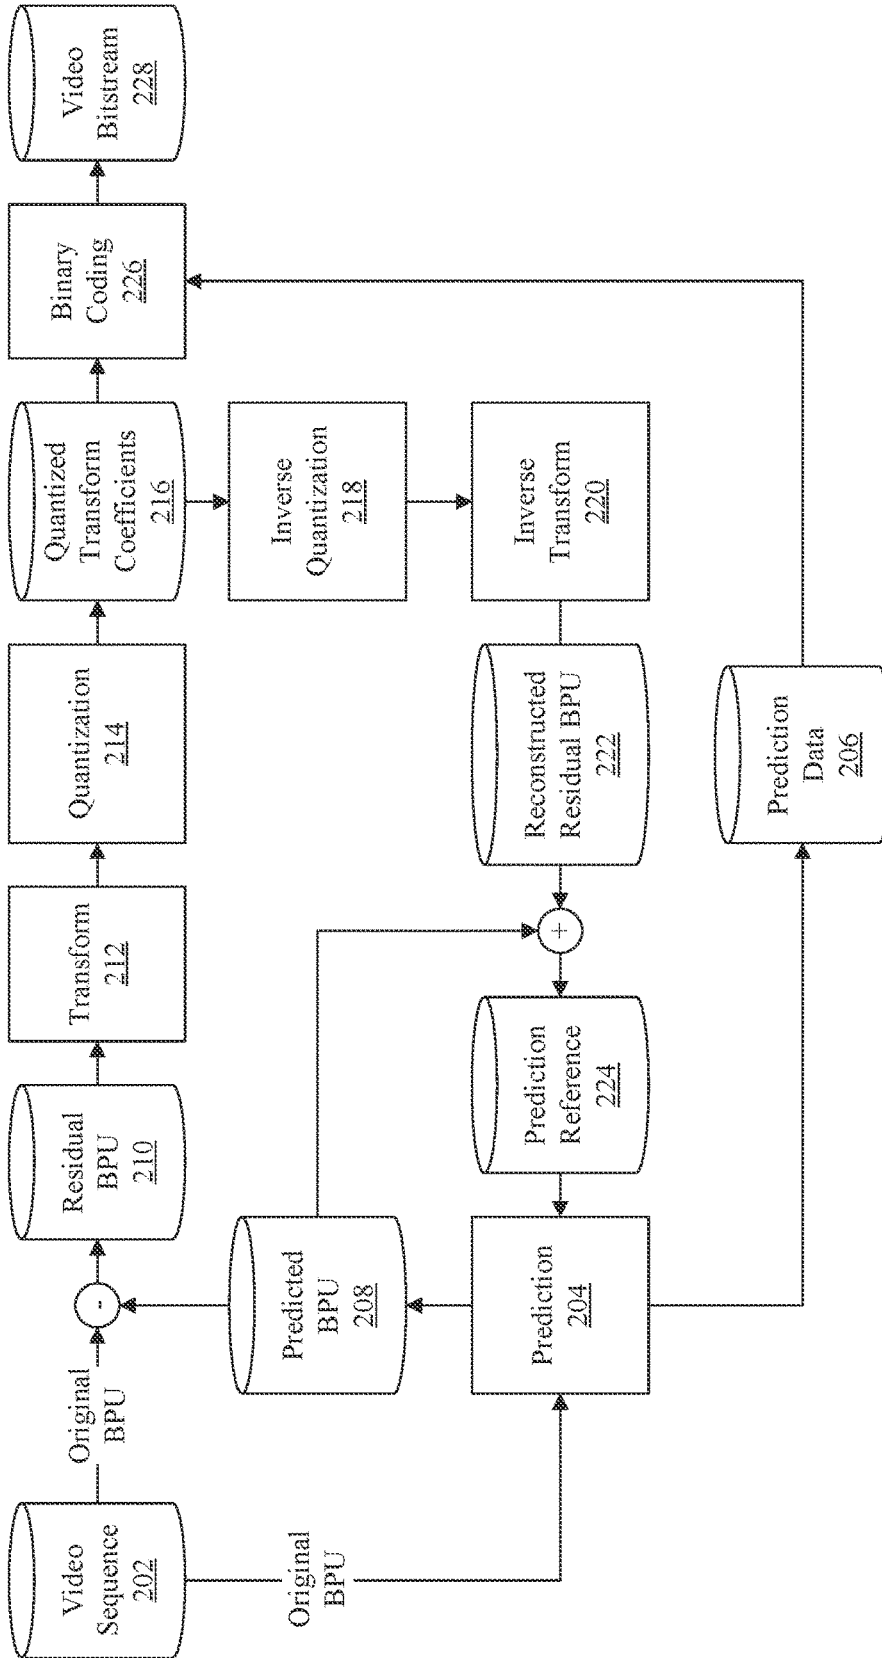 Video
Sequence
202
Original
BPU
-
Residual
BPU
210
Transform
212
Quantization
214
Quantized
Transform
Coefficients
216
Binary
Coding
226
Video
Bitstream
228
Original
BPU
Predicted
BPU
208
Inverse
Quantization
218
Prediction
204
Prediction
Reference
224
+
Reconstructed
Residual BPU
222
Inverse
Transform
220
Prediction
Data
206